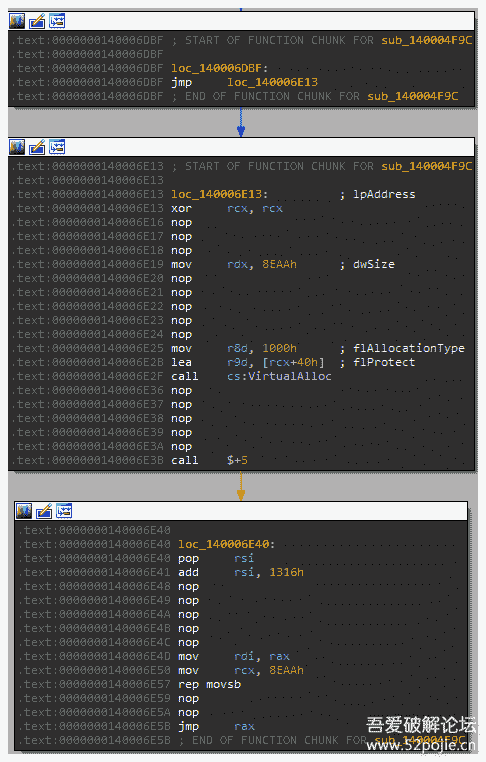 .text:0000000140006DBF ; START OF FUNCTION CHUNK FOR sub_140004F9C
.text:0000000140006DBF
.text:0000000140006DBF loc_140006DBF:
.text:0000000140006DBF jmp loc_140006E13
.text:0000000140006DBF ; END OF FUNCTION CHUNK FOR sub_140004F9C
.text:0000000140006E13 ; START OF FUNCTION CHUNK FOR sub_140004F9C
.text:0000000140006E13
.text:0000000140006E13 loc_140006E13: ; lpAddress
.text:0000000140006E13 xor rcx, rcx
.text:0000000140006E16 nop
.text:0000000140006E17 nop
.text:0000000140006E18 nop
.text:0000000140006E19 mov rdx, 8EAAh ; dwSize
.text:0000000140006E20 nop
.text:0000000140006E21 nop
.text:0000000140006E22 nop
.text:0000000140006E23 nop
.text:0000000140006E24 nop
.text:0000000140006E25 mov r8d, 1000h ; flAllocationType
.text:0000000140006E2B lea r9d, [rcx+40h] ; flProtect
.text:0000000140006E2F call cs:VirtualAlloc
.text:0000000140006E36 nop
.text:0000000140006E37 nop
.text:0000000140006E38 nop
.text:0000000140006E39 nop
.text:0000000140006E3A nop
.text:0000000140006E3B call $+5
.text:0000000140006E40
.text:0000000140006E40 loc_140006E40:
.text:0000000140006E40 pop rsi
.text:0000000140006E41 add rsi, 1316h
.text:0000000140006E48 nop
.text:0000000140006E49 nop
.text:0000000140006E4A nop
.text:0000000140006E4B nop
.text:0000000140006E4C nop
.text:0000000140006E4D mov rdi, rax
.text:0000000140006E50 mov rcx, 8EAAh
.text:0000000140006E57 rep movsb
.text:0000000140006E59 nop
.text:0000000140006E5A nop
.text:0000000140006E5B jmp rax
.text:0000000140006E5B ; END OF FUNCTION CHUNK FOR sub_140004F9C
吾爱破解论坛
www.52pojie.cn